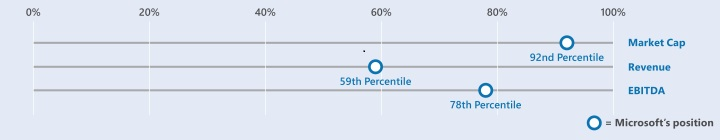 0% 20% 40% 60% 80% 100%
Market Cap
92nd Percentile
Revenue
59th Percentile
EBITDA
78th Percentile
= Microsoft's position